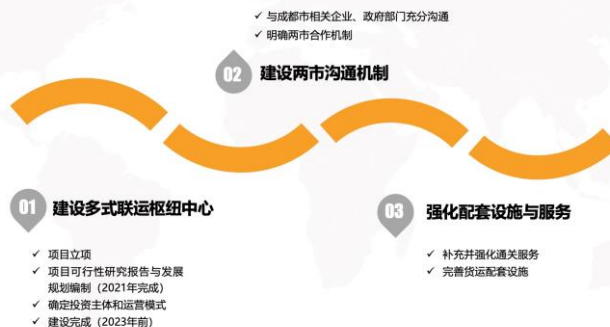 ✓ 与成都市相关企业、政府部门充分沟通
✓ 明确两市合作机制
02 建设两市沟通机制
01 建设多式联运枢纽中心
✓ 项目立项
✓ 项目可行性研究报告与发展
规划编制（2021年完成）
✓ 确定投资主体和运营模式
✓ 建设完成（2023年前）
03 强化配套设施与服务
✓ 补充并强化通关服务
✓ 完善货运配套设施